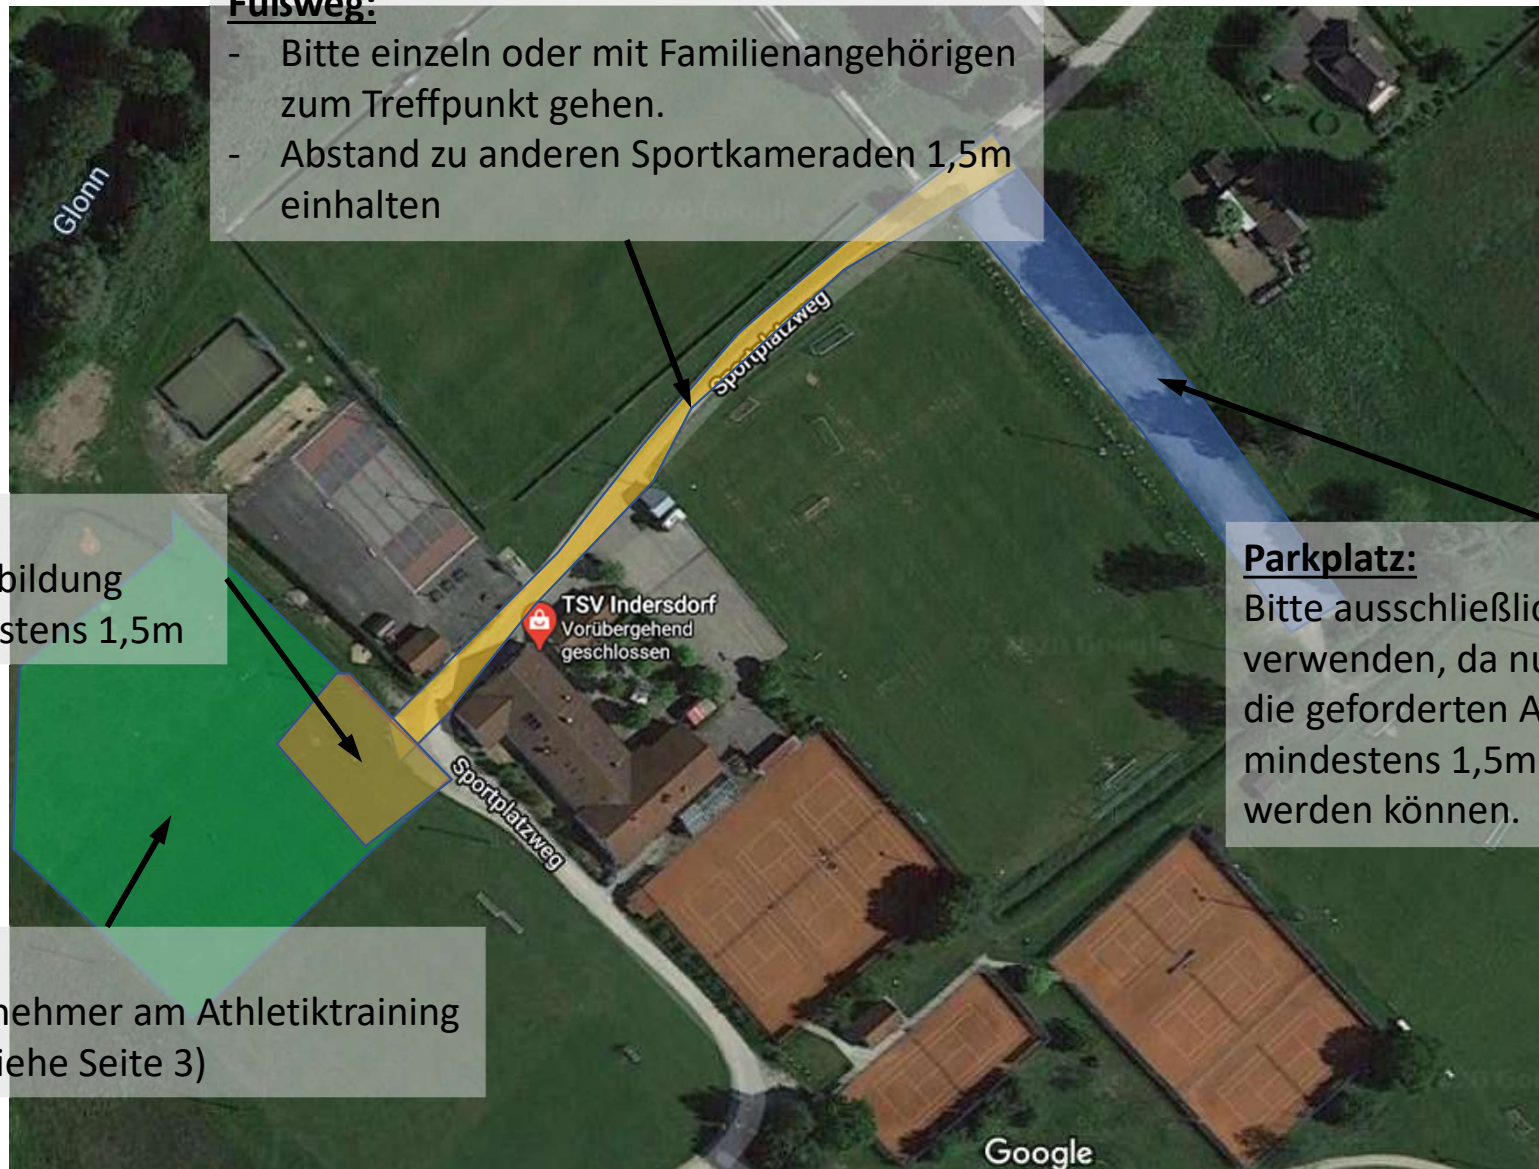 Fußweg:
- Bitte einzeln oder mit Familienangehörigen
zum Treffpunkt gehen.
- Abstand zu anderen Sportkameraden 1,5m
einhalten
Glonn
Sportplatzweg
bildung
stens 1,5m
TSV Indersdorf
Vorübergehend
geschlossen
Parkplatz:
Bitte ausschließlic
verwenden, da nu
die geforderten A
mindestens 1,5m
werden können.
Sportplatzweg
nehmer am Athletiktraining
iehe Seite 3)
Google